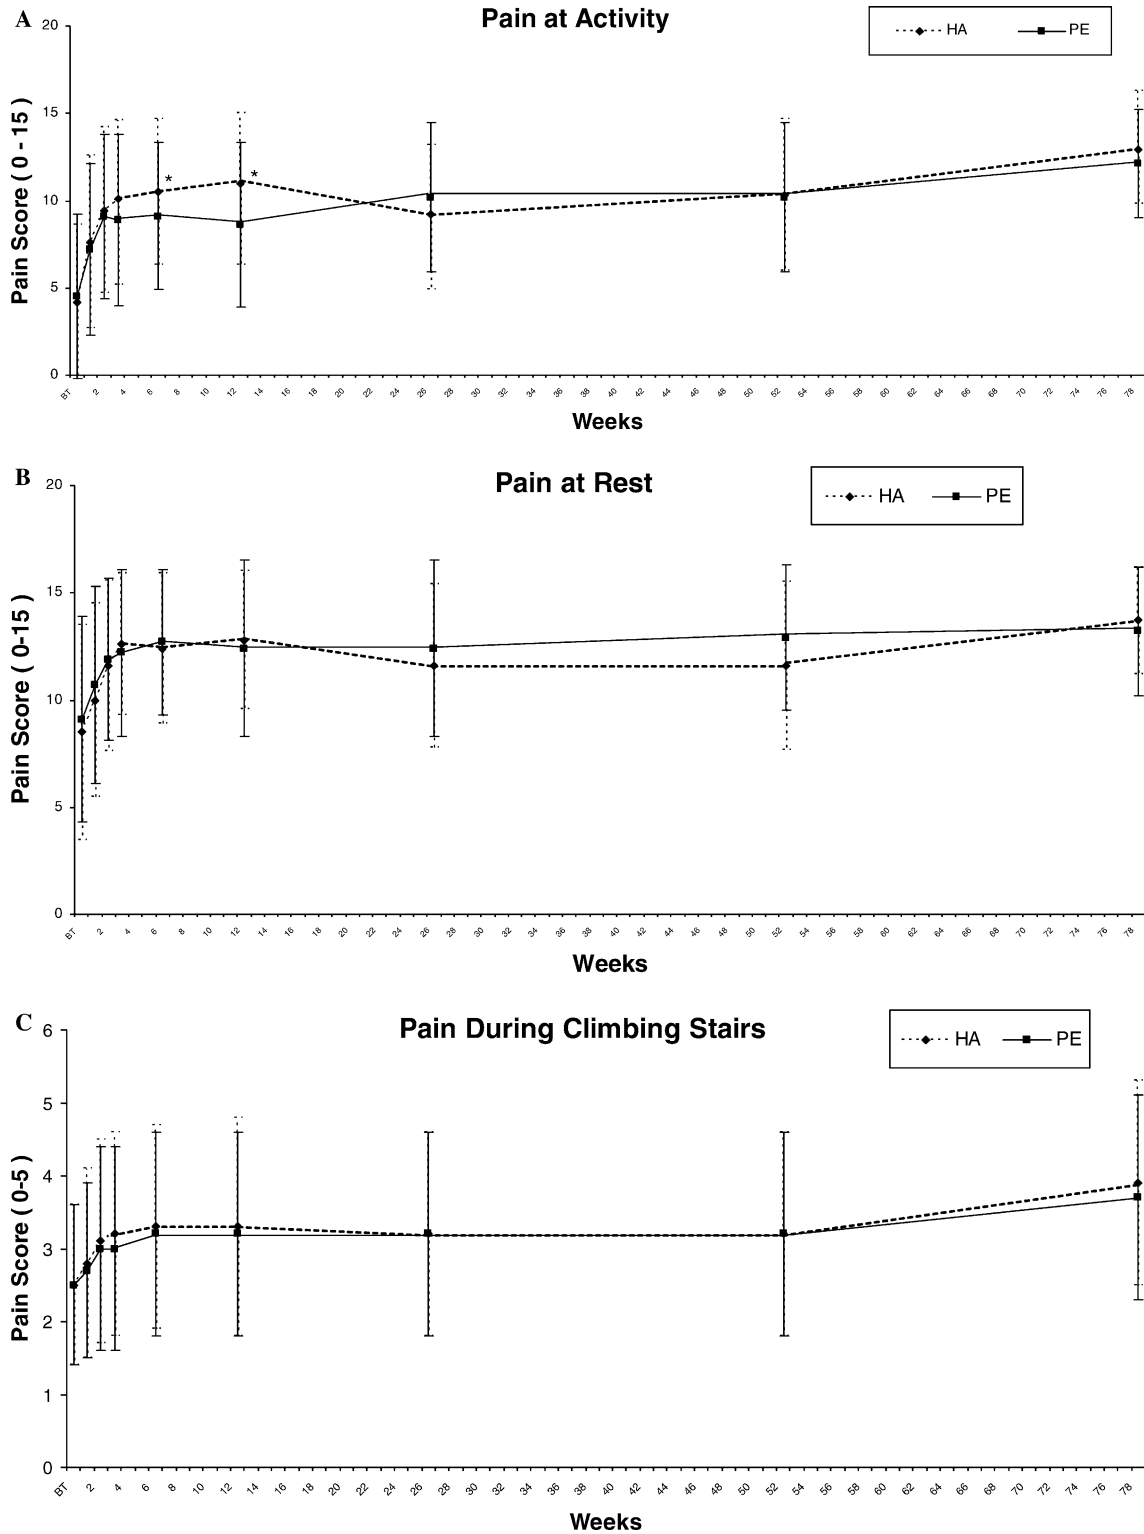 A
Pain at Activity
HA PE
20
15
10
5
0
Pain Score ( 0 - 15 )
*
*
BT 2 4 6 8 10 12 14 16 18 20 22 24 26 28 30 32 34 36 38 40 42 44 46 48 50 52 54 56 58 60 62 64 66 68 70 72 74 76 78
Weeks
B
Pain at Rest
HA PE
20
15
10
5
0
Pain Score ( 0-15 )
BT 2 4 6 8 10 12 14 16 18 20 22 24 26 28 30 32 34 36 38 40 42 44 46 48 50 52 54 56 58 60 62 64 66 68 70 72 74 76 78
Weeks
C
Pain During Climbing Stairs
HA PE
6
5
4
3
2
1
0
Pain Score ( 0-5 )
BT 2 4 6 8 10 12 14 16 18 20 22 24 26 28 30 32 34 36 38 40 42 44 46 48 50 52 54 56 58 60 62 64 66 68 70 72 74 76 78
Weeks